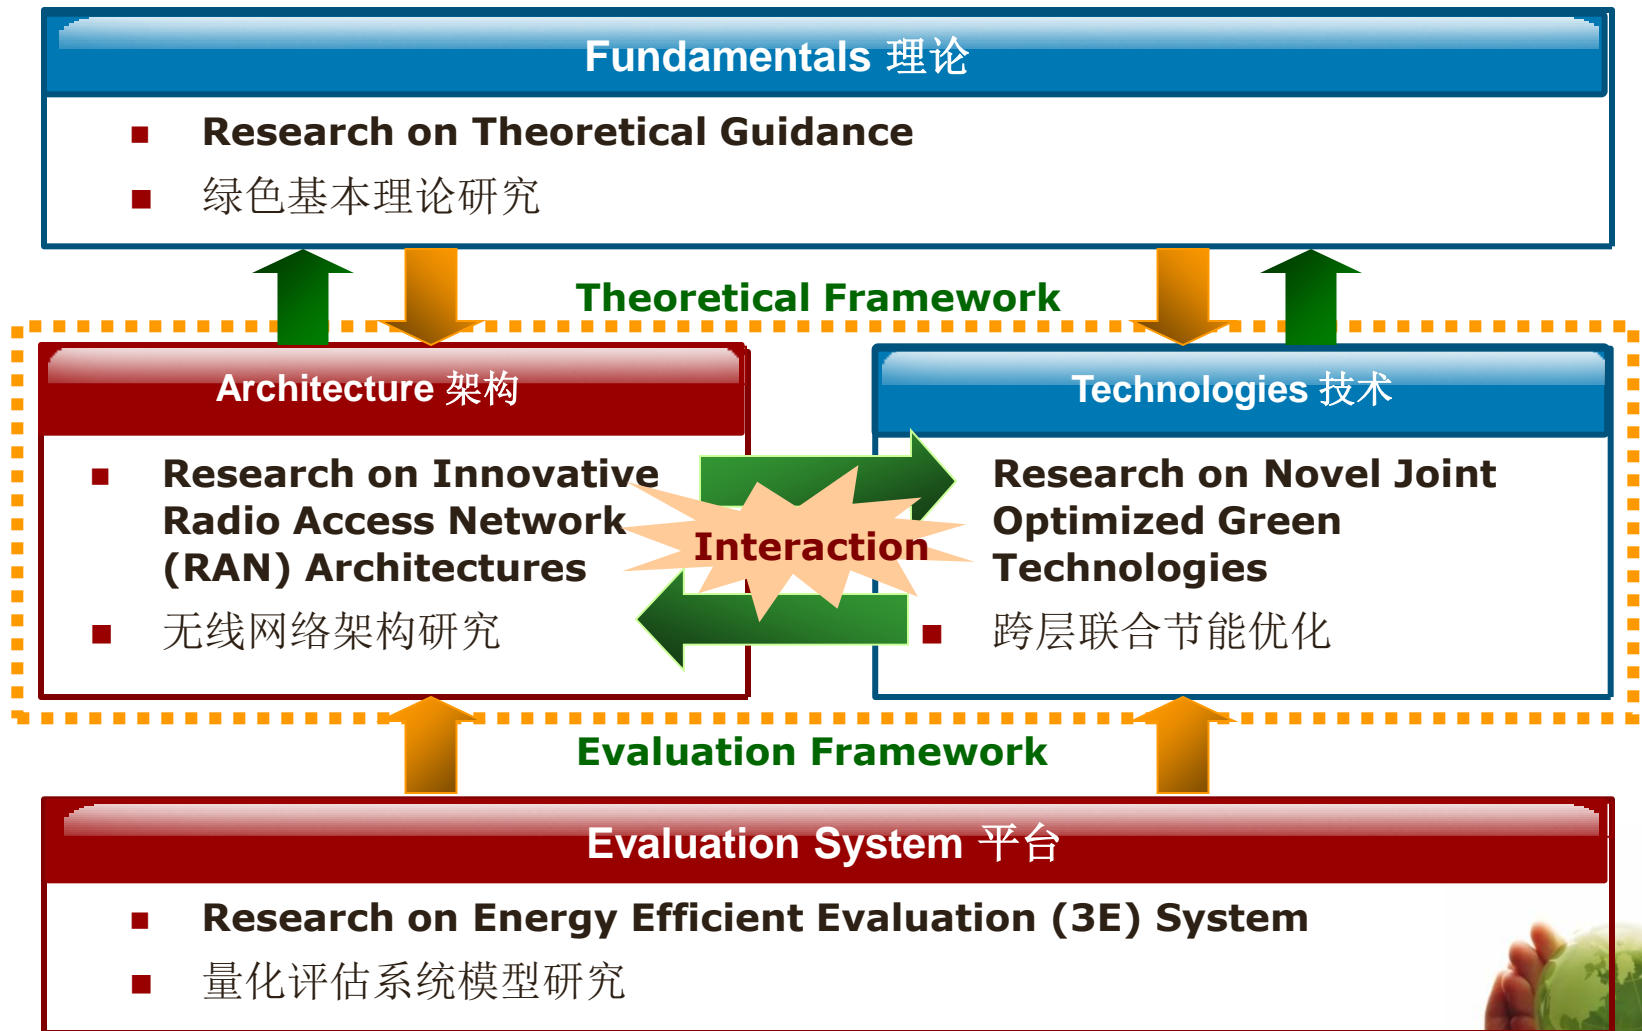 Fundamentals 理论
Research on Theoretical Guidance
绿色基本理论研究
Theoretical Framework
Architecture 架构
Research on Innovative
Radio Access Network
(RAN) Architectures
无线网络架构研究
Interaction
Technologies 技术
Research on Novel Joint
Optimized Green
Technologies
跨层联合节能优化
Evaluation Framework
Evaluation System 平台
Research on Energy Efficient Evaluation (3E) System
量化评估系统模型研究